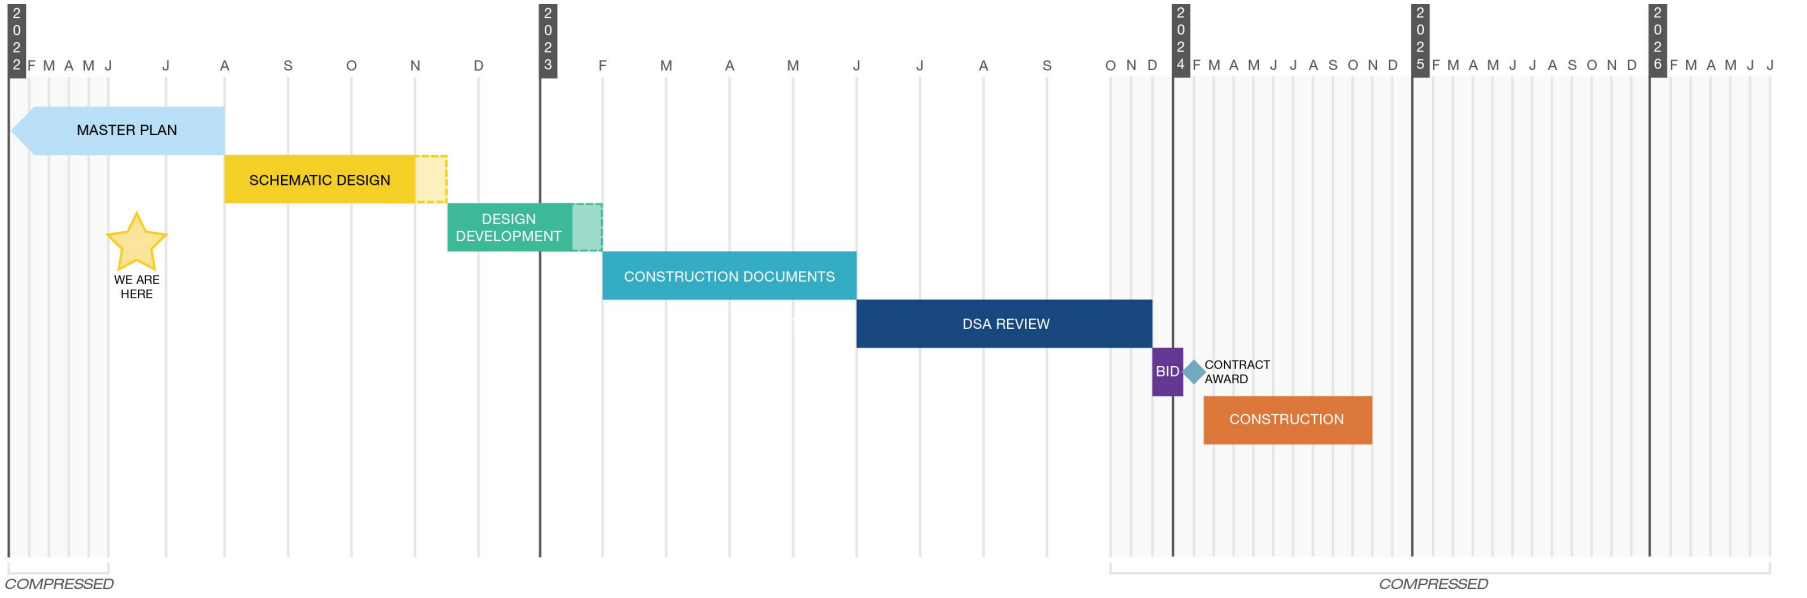 2022 F M A M J J A S O N D 2023 F M A M J J A S O N D 2024 F M A M J J A S O N D 2025 F M A M J J A S O N D 2026 F M A M J J
MASTER PLAN
SCHEMATIC DESIGN
DESIGN
DEVELOPMENT
WE ARE
HERE
CONSTRUCTION DOCUMENTS
DSA REVIEW
BID
CONTRACT
AWARD
CONSTRUCTION
COMPRESSED
COMPRESSED